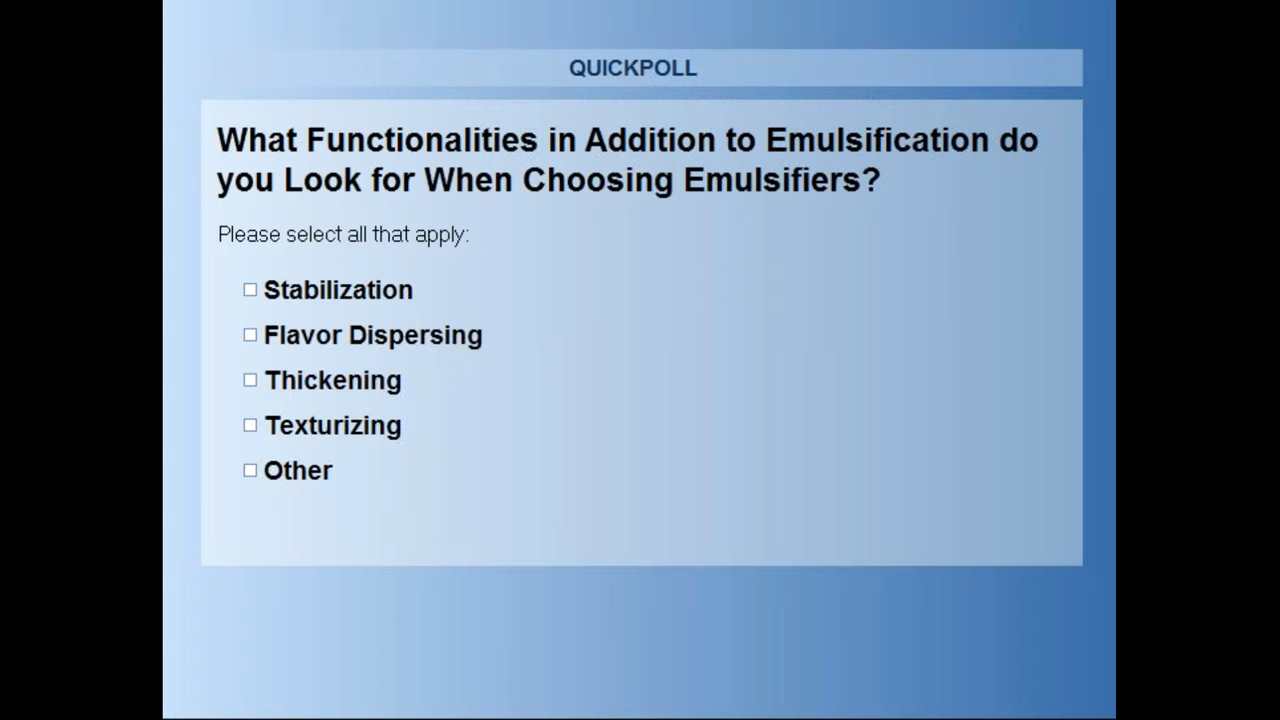 QUICKPOLL
What Functionalities in Addition to Emulsification do
you Look for When Choosing Emulsifiers?
Please select all that apply:
Stabilization
Flavor Dispersing
Thickening
Texturizing
Other